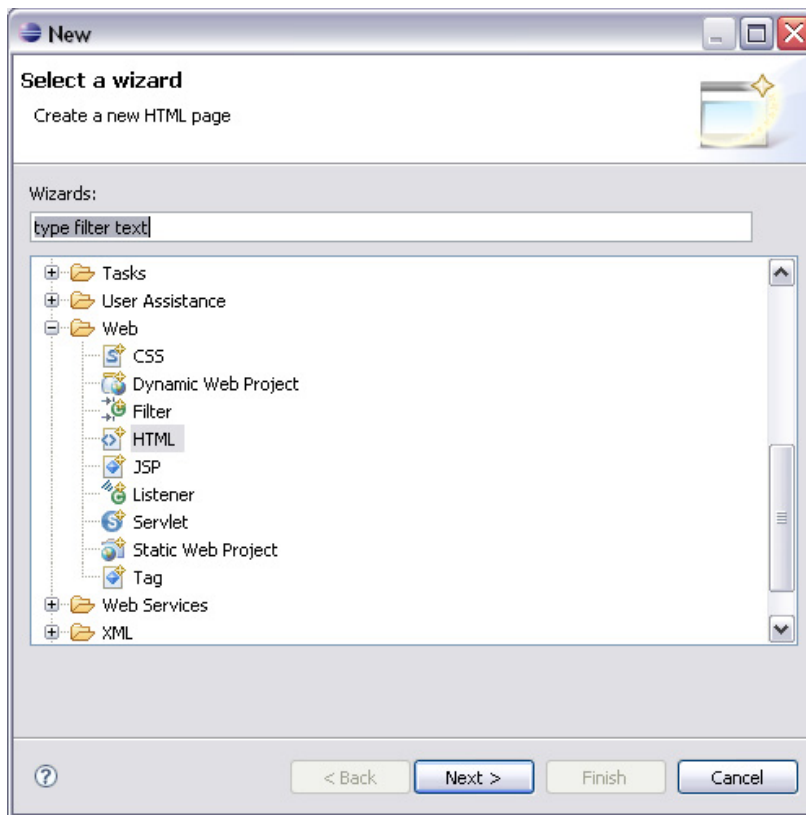 New
Select a wizard
Create a new HTML page
Wizards:
type filter text
Tasks
User Assistance
Web
CSS
Dynamic Web Project
Filter
HTML
JSP
Listener
Servlet
Static Web Project
Tag
Web Services
XML
< Back Next > Finish Cancel